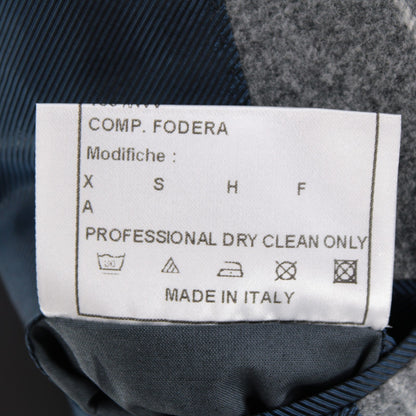 COMP. FODERA
Modifiche :
X S H F
A
PROFESSIONAL DRY CLEAN ONLY
MADE IN ITALY